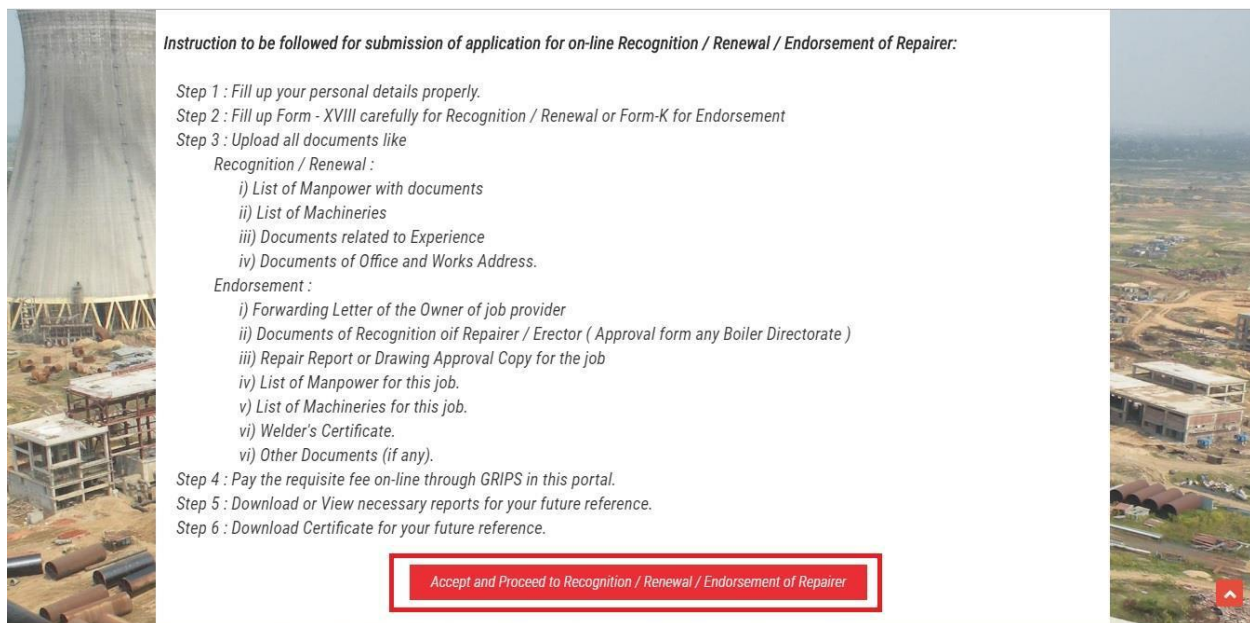 Instruction to be followed for submission of application for on-line Recognition / Renewal / Endorsement of Repairer:
Step 1 : Fill up your personal details properly.
Step 2 : Fill up Form - XVIII carefully for Recognition / Renewal or Form-K for Endorsement
Step 3 : Upload all documents like
Recognition / Renewal :
i) List of Manpower with documents
ii) List of Machineries
iii) Documents related to Experience
iv) Documents of Office and Works Address.
Endorsement :
i) Forwarding Letter of the Owner of job provider
ii) Documents of Recognition oif Repairer / Erector ( Approval form any Boiler Directorate )
iii) Repair Report or Drawing Approval Copy for the job
iv) List of Manpower for this job.
v) List of Machineries for this job.
vi) Welder's Certificate.
vi) Other Documents (if any).
Step 4 : Pay the requisite fee on-line through GRIPS in this portal.
Step 5 : Download or View necessary reports for your future reference.
Step 6 : Download Certificate for your future reference.
Accept and Proceed to Recognition / Renewal / Endorsement of Repairer